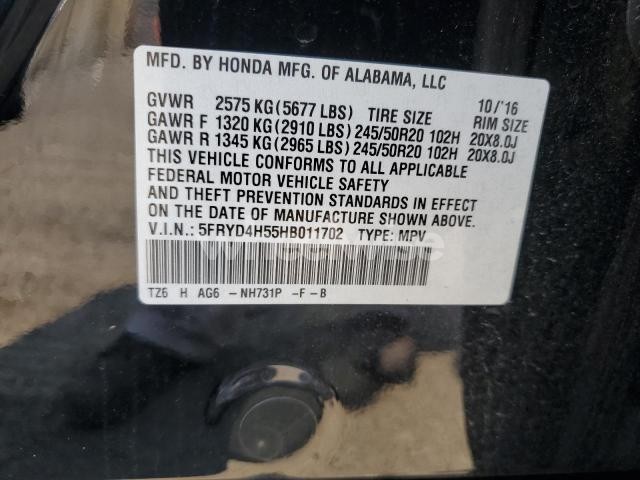 MFD. BY HONDA MFG. OF ALABAMA, LLC
10/'16
GVWR 2575 KG (5677 LBS) TIRE SIZE RIM SIZE
GAWR F 1320 KG (2910 LBS) 245/50R20 102H 20X8.0J
GAWR R 1345 KG (2965 LBS) 245/50R20 102H 20X8.0J
THIS VEHICLE CONFORMS TO ALL APPLICABLE
FEDERAL MOTOR VEHICLE SAFETY
AND THEFT PREVENTION STANDARDS IN EFFECT
ON THE DATE OF MANUFACTURE SHOWN ABOVE.
V.I.N.: 5FRYD4H55HB011702 TYPE: MPV
TZ6 H AG6 -NH731P -F -B